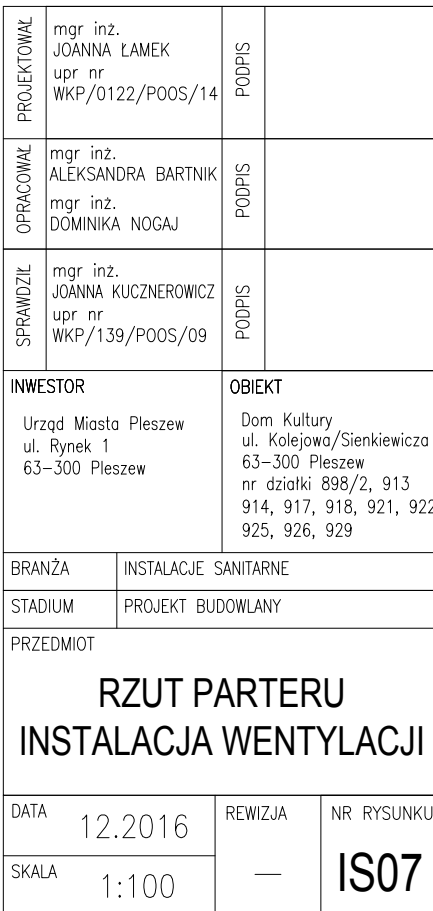 PROJEKTOWAŁ
mgr inż.
JOANNA ŁAMEK
upr nr
WKP/0122/POOS/14
PODPIS
OPRACOWAŁ
mgr inż.
ALEKSANDRA BARTNIK
mgr inż.
DOMINIKA NOGAJ
PODPIS
SPRAWDZIŁ
mgr inż.
JOANNA KUCZNEROWICZ
upr nr
WKP/139/POOS/09
PODPIS
INWESTOR
Urząd Miasta Pleszew
ul. Rynek 1
63-300 Pleszew
OBIEKT
Dom Kultury
ul. Kolejowa/Sienkiewicza
63-300 Pleszew
nr działki 898/2, 913
914, 917, 918, 921, 922
925, 926, 929
BRANŻA INSTALACJE SANITARNE
STADIUM PROJEKT BUDOWLANY
PRZEDMIOT
RZUT PARTERU
INSTALACJA WENTYLACJI
DATA 12.2016
SKALA 1:100
REWIZJA
—
NR RYSUNKU
IS07